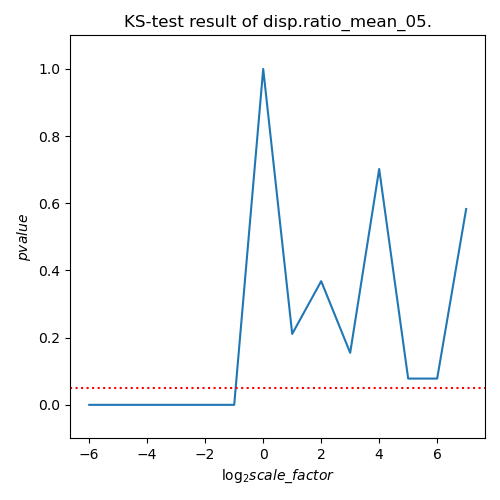 KS-test result of disp.ratio_mean_05.
1.0
0.8
0.6
0.4
0.2
0.0
pvalue
−6 −4 −2 0 2 4 6
log₂scale_factor